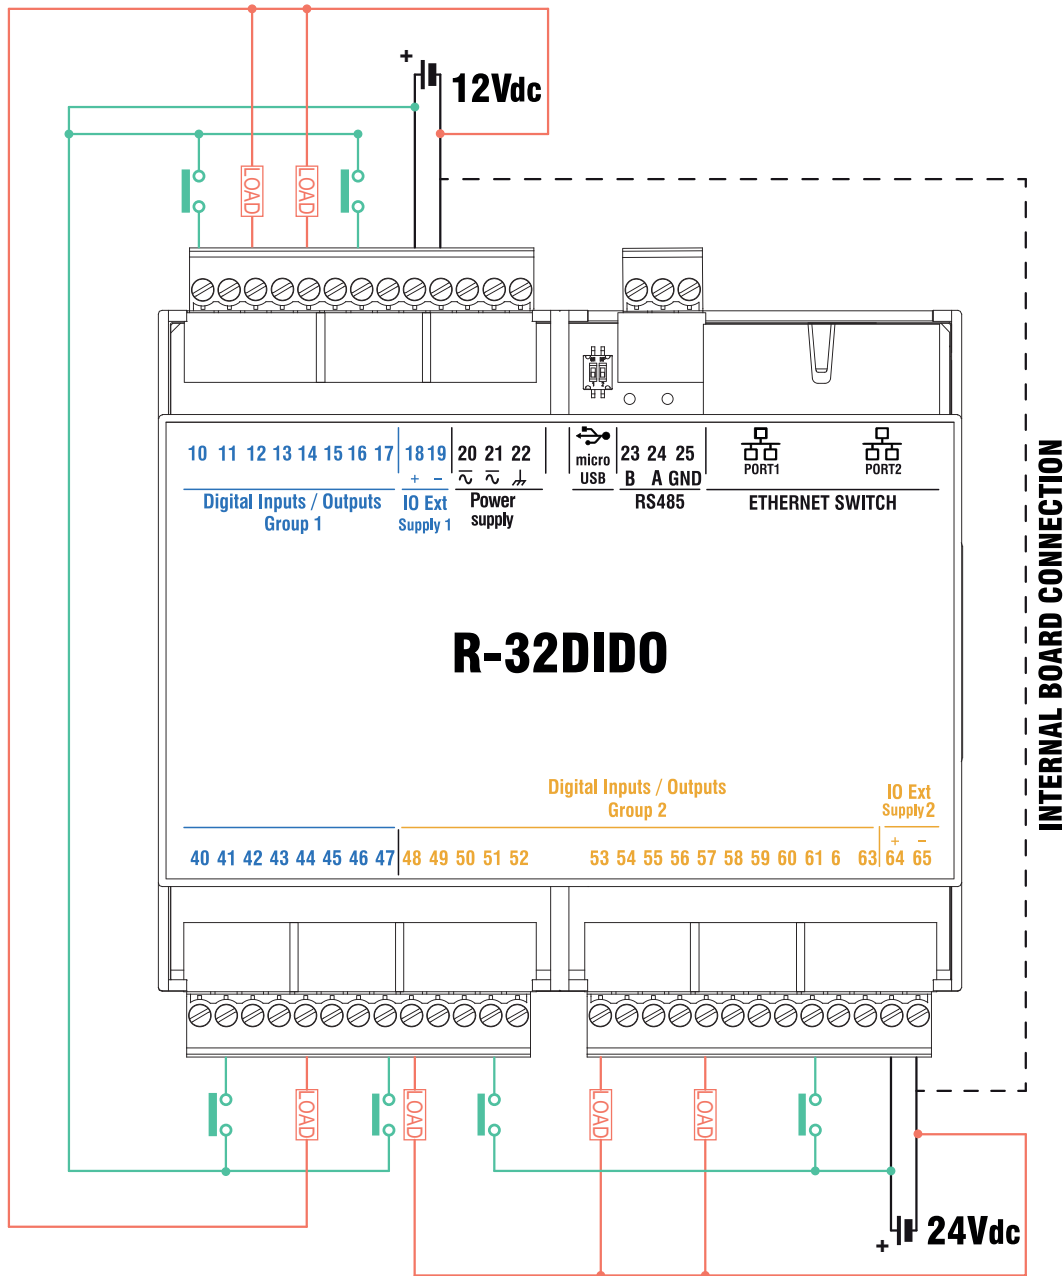 +
12Vdc
LOAD
LOAD
10 11 12 13 14 15 16 17 18 19 20 21 22
micro
USB
23 24 25
+ −
B A GND
PORT1
PORT2
Digital Inputs / Outputs
Group 1
IO Ext
Supply 1
Power
supply
RS485
ETHERNET SWITCH
INTERNAL BOARD CONNECTION
R-32DIDO
Digital Inputs / Outputs
Group 2
IO Ext
Supply 2
+ −
40 41 42 43 44 45 46 47 48 49 50 51 52 53 54 55 56 57 58 59 60 61 6 63 64 65
LOAD
LOAD
LOAD
LOAD
+
24Vdc